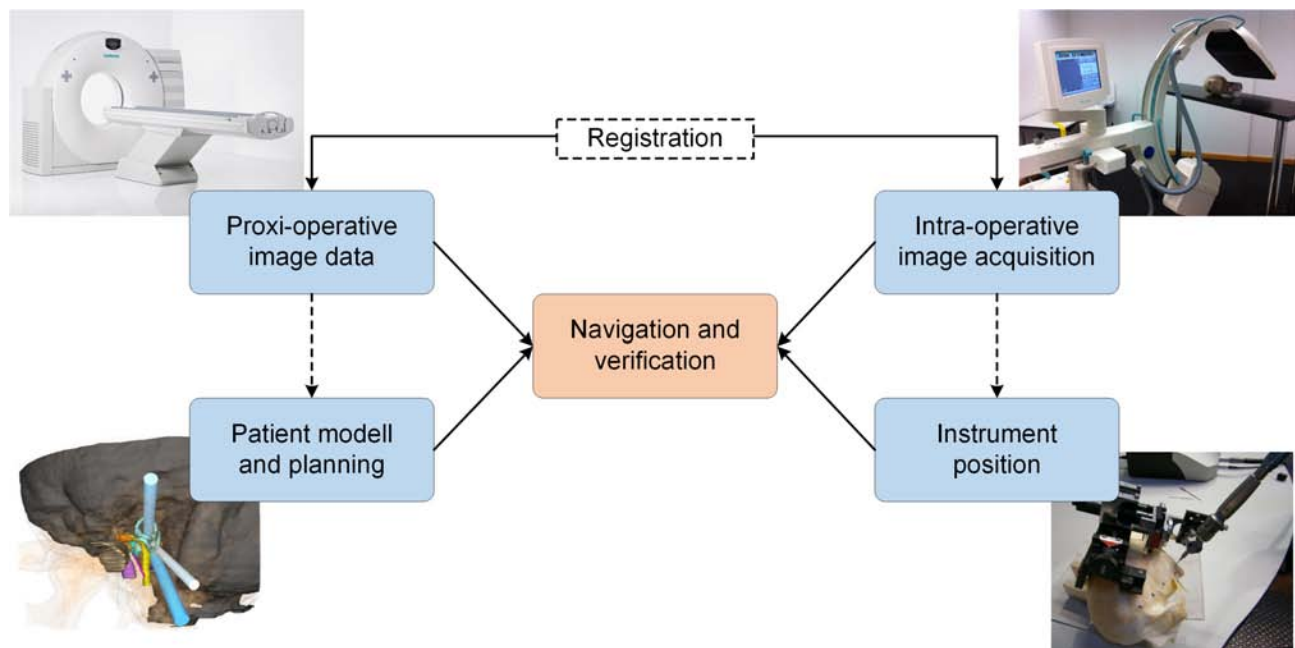 Registration
Proxi-operative
image data
Intra-operative
image acquisition
Navigation and
verification
Patient modell
and planning
Instrument
position